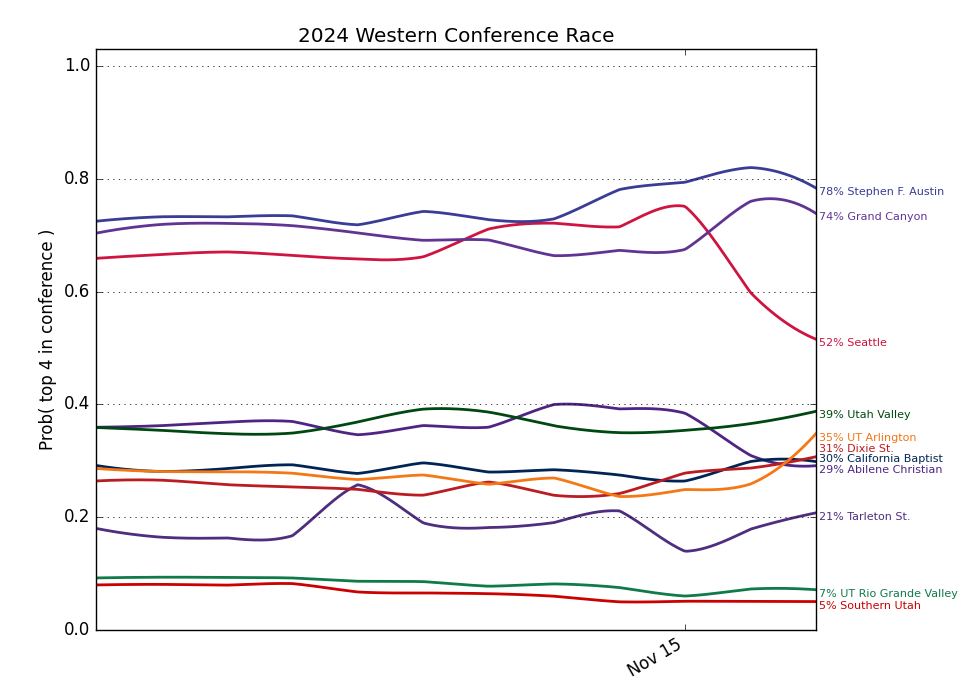 2024 Western Conference Race
Prob( top 4 in conference )
1.0
0.8
0.6
0.4
0.2
0.0
Nov 15
78% Stephen F. Austin
74% Grand Canyon
52% Seattle
39% Utah Valley
35% UT Arlington
31% Dixie St.
30% California Baptist
29% Abilene Christian
21% Tarleton St.
7% UT Rio Grande Valley
5% Southern Utah